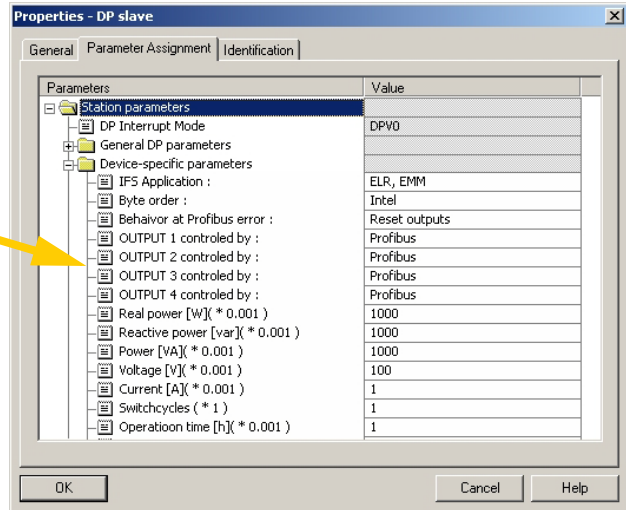 Properties - DP slave
General Parameter Assignment Identification
Parameters Value
Station parameters
DP Interrupt Mode DPV0
General DP parameters
Device-specific parameters
IFS Application : ELR, EMM
Byte order : Intel
Behaivor at Profibus error : Reset outputs
OUTPUT 1 controled by : Profibus
OUTPUT 2 controled by : Profibus
OUTPUT 3 controled by : Profibus
OUTPUT 4 controled by : Profibus
Real power [W]( * 0.001 ) 1000
Reactive power [var]( * 0.001 ) 1000
Power [VA]( * 0.001 ) 1000
Voltage [V]( * 0.001 ) 100
Current [A]( * 0.001 ) 1
Switchcycles ( * 1 ) 1
Operatioon time [h]( * 0.001 ) 1
OK Cancel Help